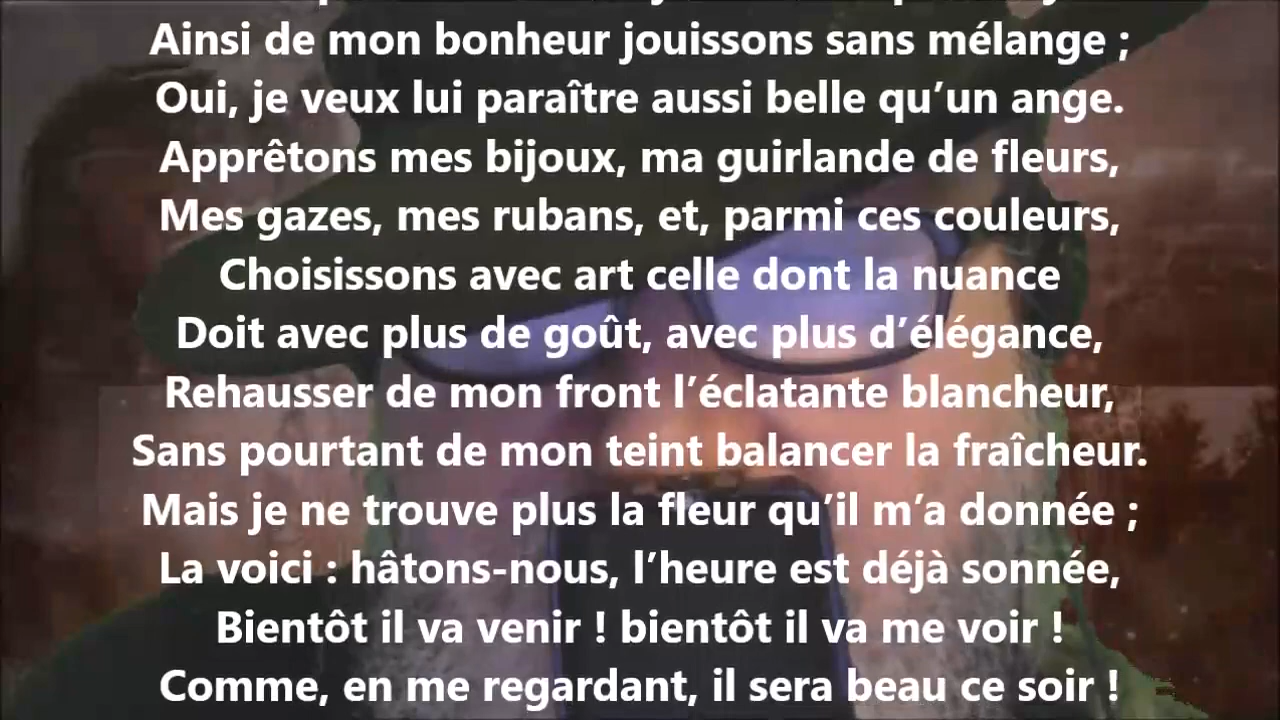 Ainsi de mon bonheur jouissons sans mélange ;
Oui, je veux lui paraître aussi belle qu’un ange.
Apprêtons mes bijoux, ma guirlande de fleurs,
Mes gazes, mes rubans, et, parmi ces couleurs,
Choisissons avec art celle dont la nuance
Doit avec plus de goût, avec plus d’élégance,
Rehausser de mon front l’éclatante blancheur,
Sans pourtant de mon teint balancer la fraîcheur.
Mais je ne trouve plus la fleur qu’il m’a donnée ;
La voici : hâtons-nous, l’heure est déjà sonnée,
Bientôt il va venir ! bientôt il va me voir !
Comme, en me regardant, il sera beau ce soir !